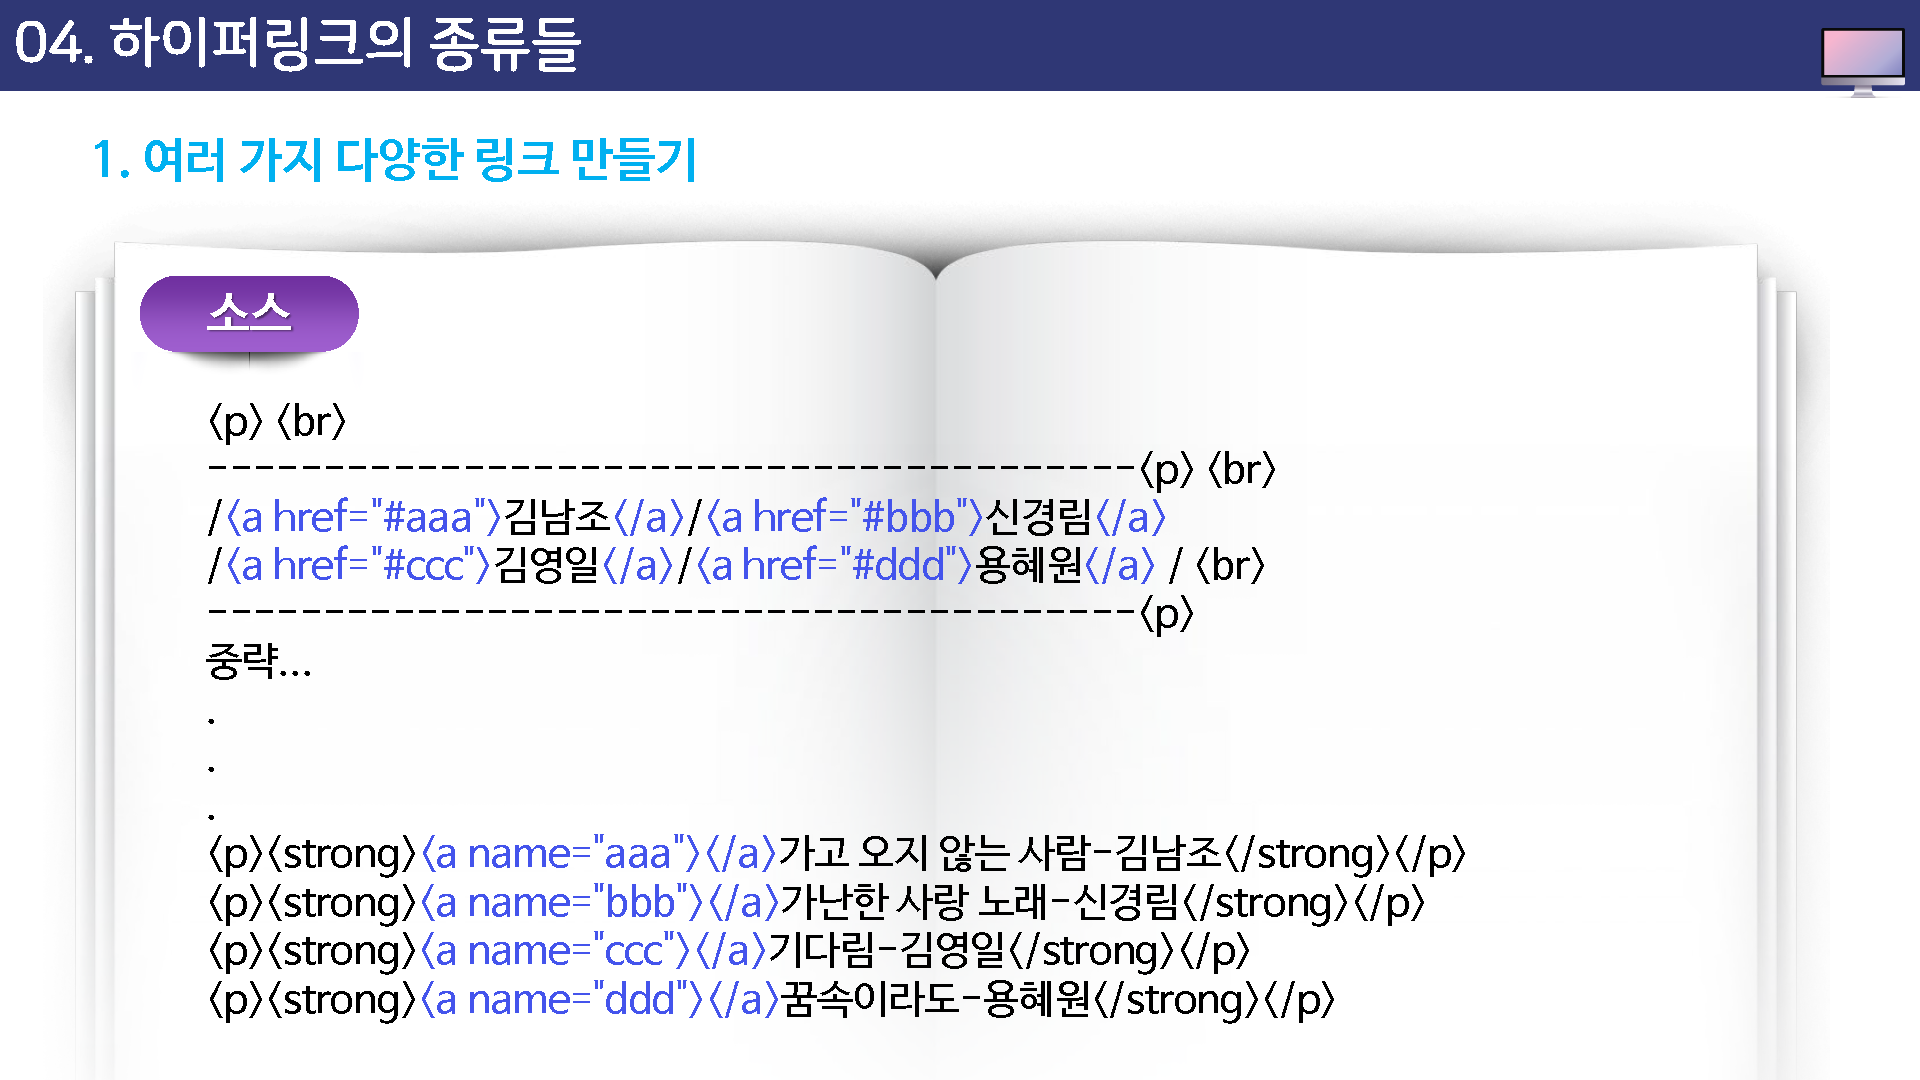 04. 하이퍼링크의 종류들
1. 여러 가지 다양한 링크 만들기
소스
<p> <br>
----------------------------------------<p> <br>
/<a href="#aaa">김남조</a>/<a href="#bbb">신경림</a>
/<a href="#ccc">김영일</a>/<a href="#ddd">용혜원</a> / <br>
----------------------------------------<p>
중략...
.
.
.
<p><strong><a name="aaa"></a>가고 오지 않는 사람-김남조</strong></p>
<p><strong><a name="bbb"></a>가난한 사랑 노래-신경림</strong></p>
<p><strong><a name="ccc"></a>기다림-김영일</strong></p>
<p><strong><a name="ddd"></a>꿈속이라도-용혜원</strong></p>